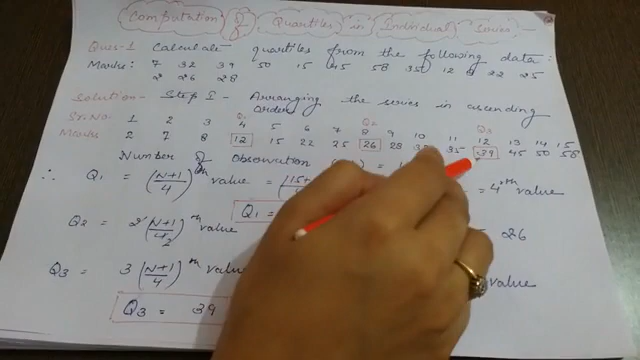 Computation of Quartiles in Individual Series -
Ques-1 Calculate quartiles from the following data:
Marks: 7 32 39 50 15 45 58 35 12 8 22 25
2 26 28
Solution - Step I - Arranging the series in ascending
Order:
Q1 Q2 Q3
Sr. No. 1 2 3 4 5 6 7 8 9 10 11 12 13 14 15
Marks 2 7 8 12 15 22 25 26 28 35 39 45 50 58
Number of Observation =
∴ Q1 = (N+1/4)th value = (15+ = 4th value
Q1 =
Q2 = 2(N+1/4)th value = 26
Q3 = 3(N+1/4)th value value
Q3 = 39